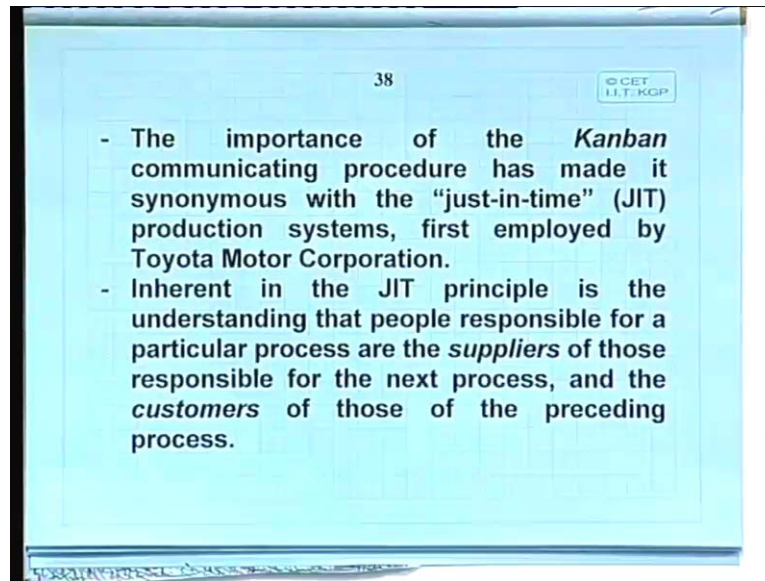 38
© CET
I.I.T. KGP
- The importance of the Kanban
communicating procedure has made it
synonymous with the “just-in-time” (JIT)
production systems, first employed by
Toyota Motor Corporation.
- Inherent in the JIT principle is the
understanding that people responsible for a
particular process are the suppliers of those
responsible for the next process, and the
customers of those of the preceding
process.